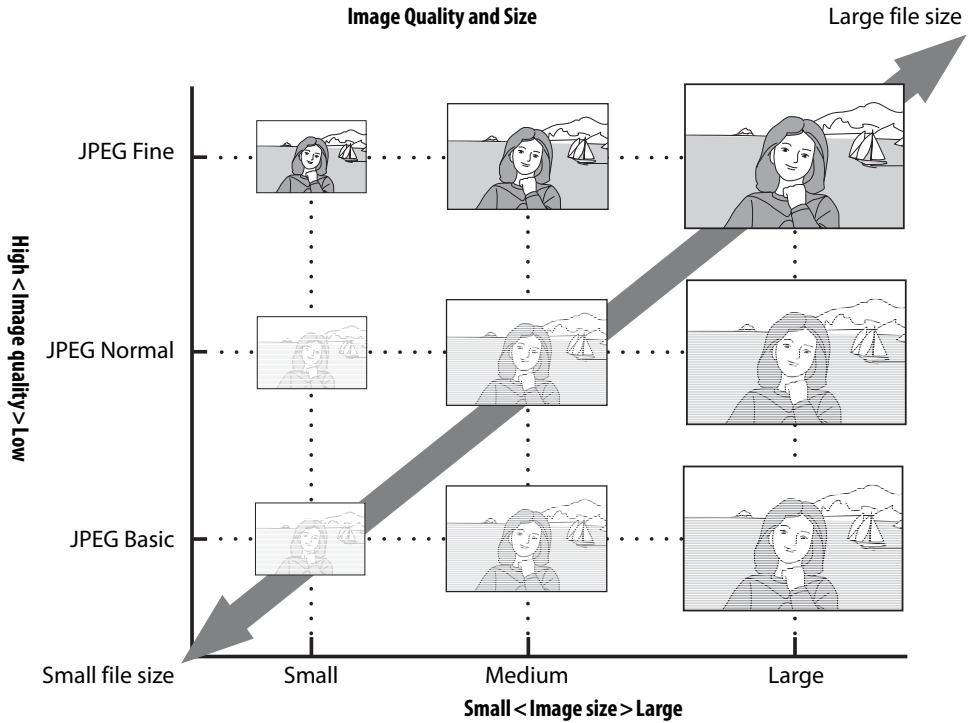 Image Quality and Size
Large file size
JPEG Fine
JPEG Normal
JPEG Basic
High < Image quality > Low
Small file size
Small
Medium
Large
Small < Image size > Large